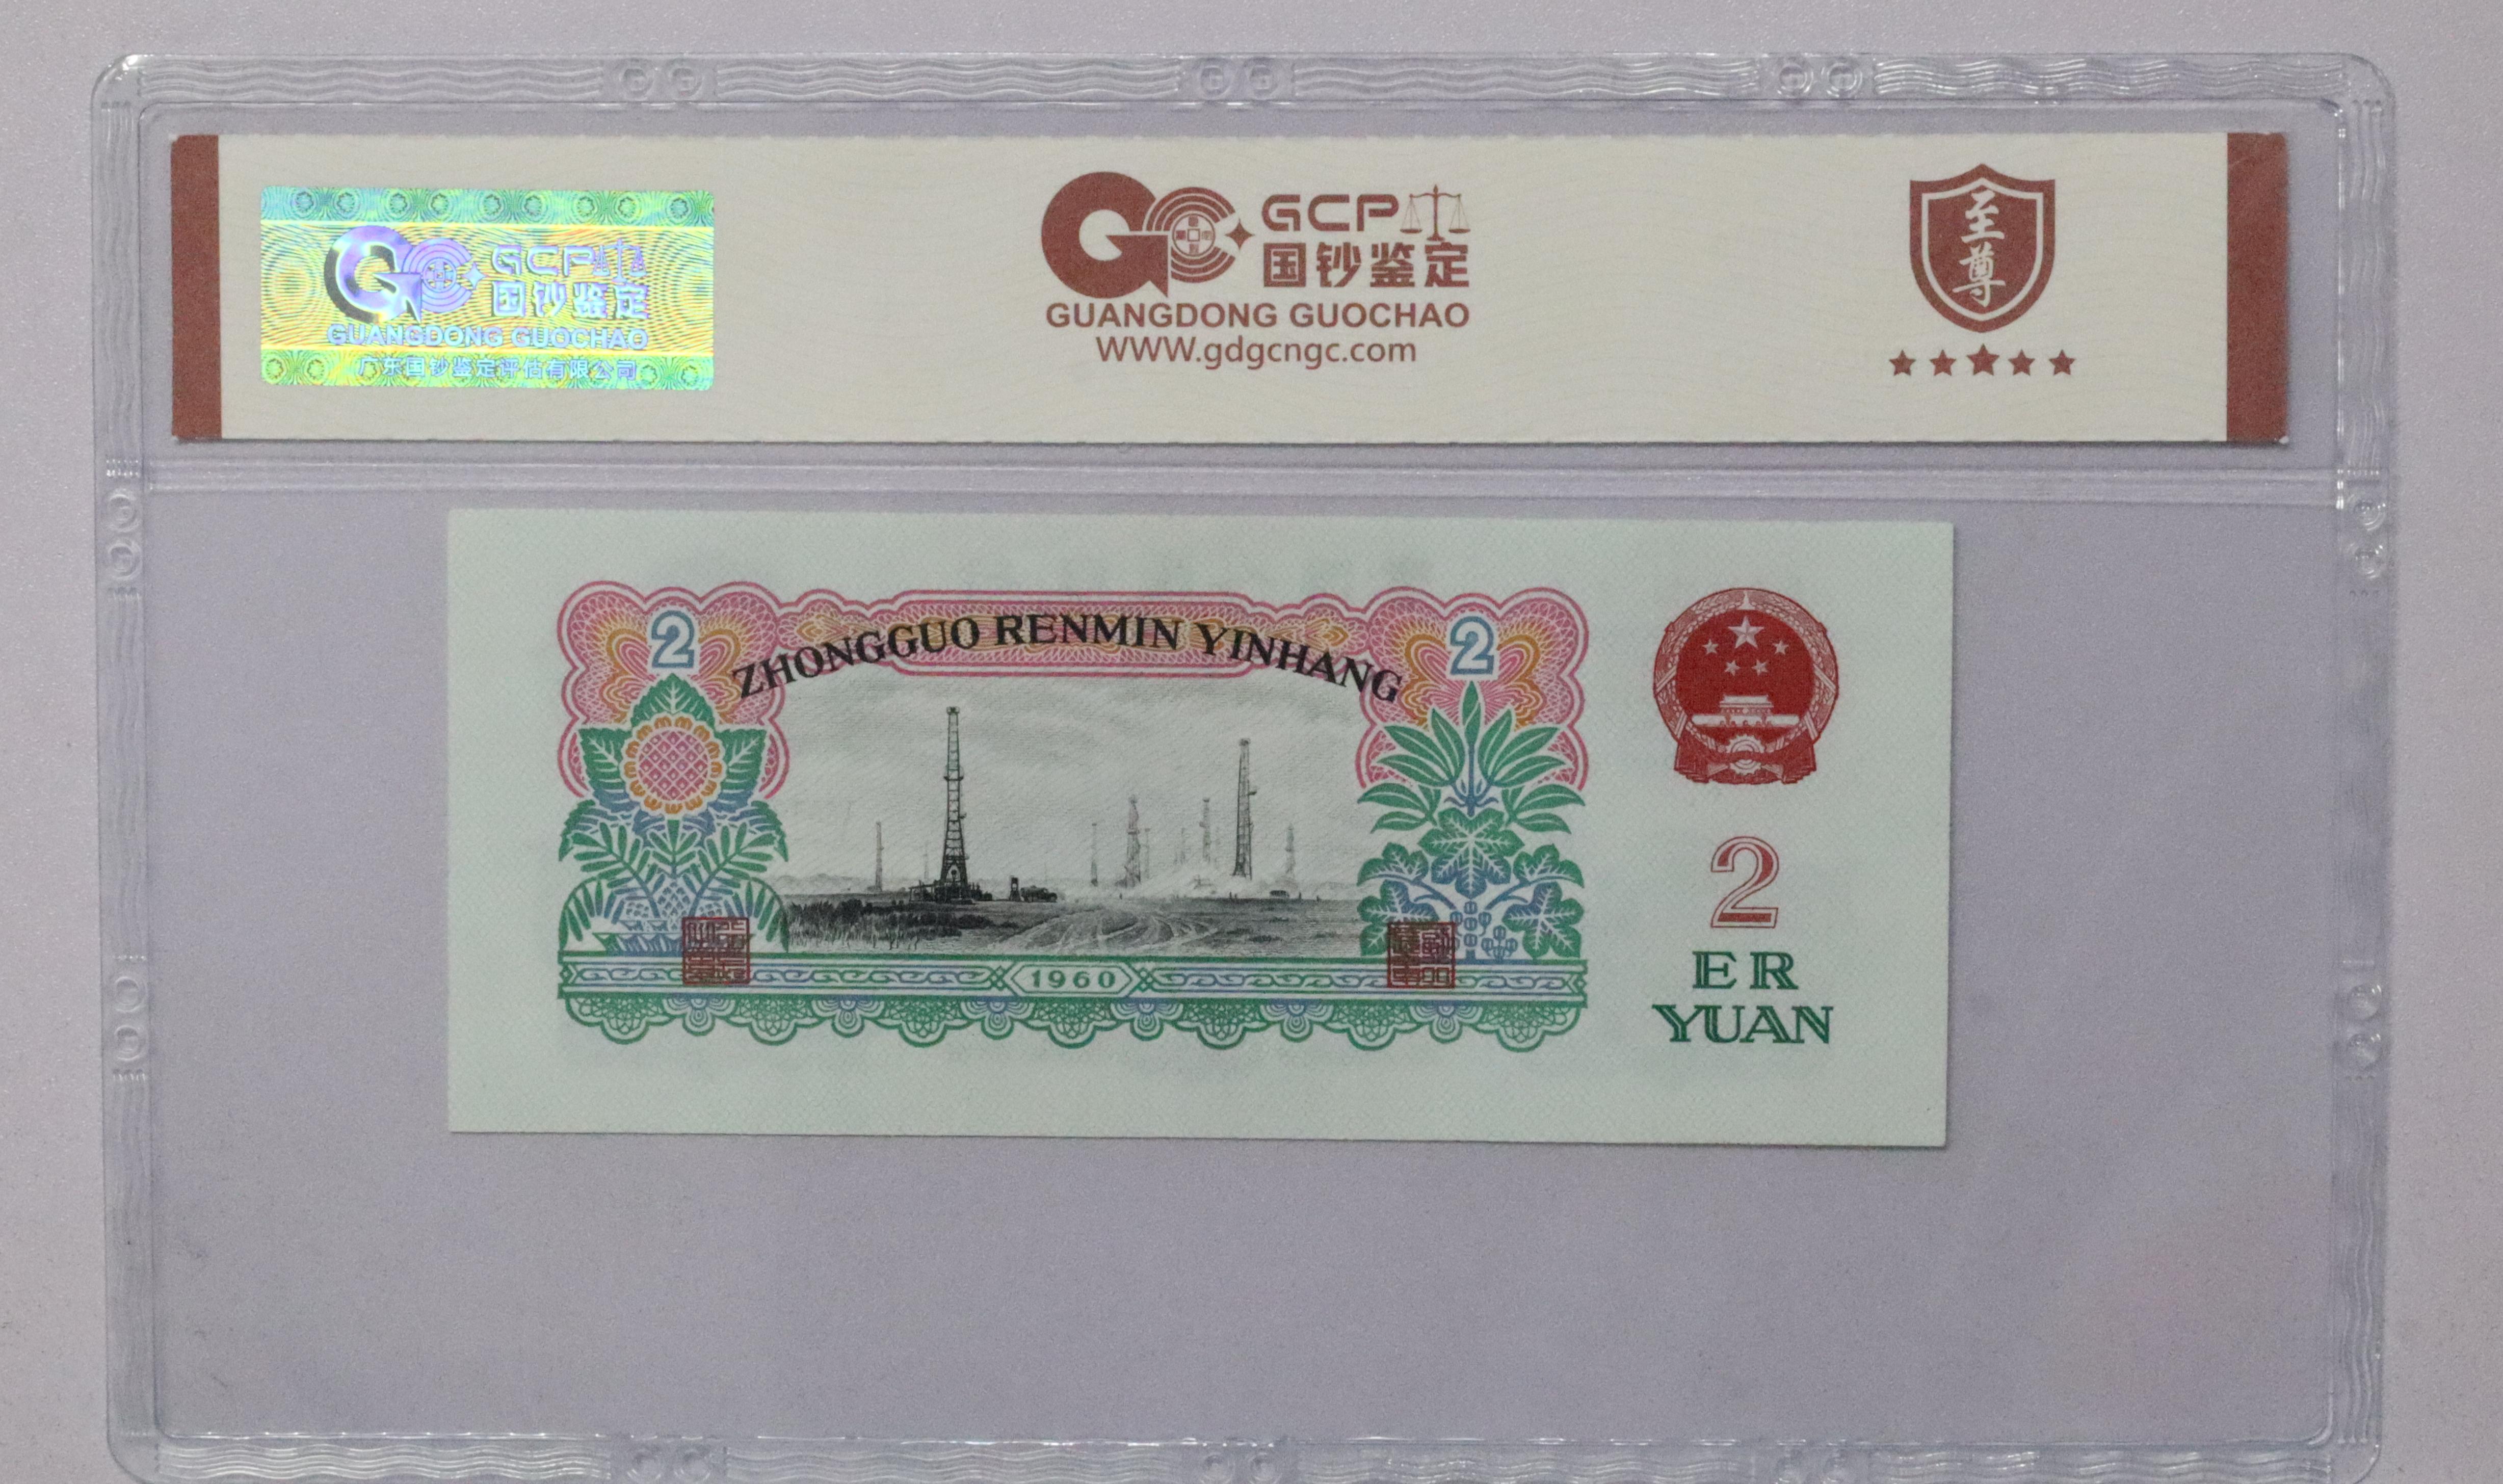 GCP
国钞鉴定
GUANGDONG GUOCHAO
广东国钞鉴定评估有限公司
GCP
国钞鉴定
GUANGDONG GUOCHAO
www.gdgcngc.com
至尊
ZHONGGUO RENMIN YINHANG
2
2
1960
2
ER
YUAN